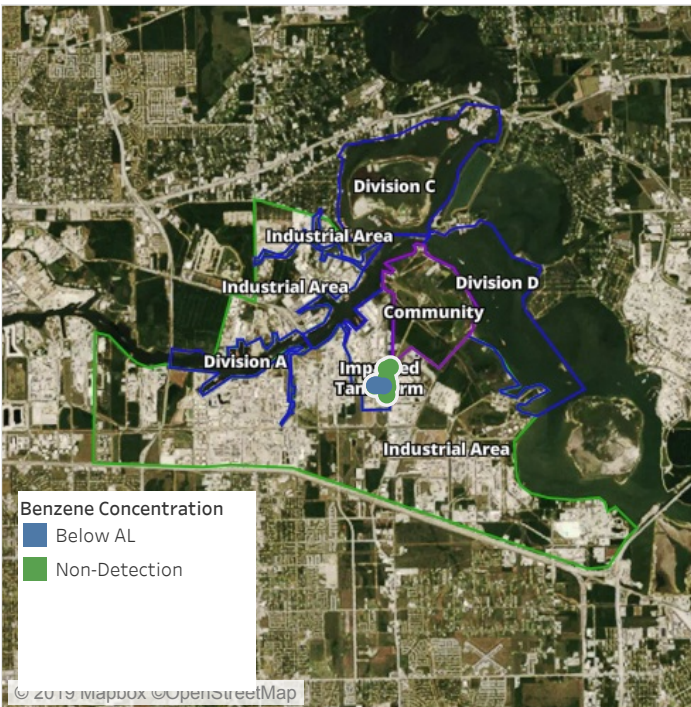 Division C
Industrial Area
Division D
Industrial Area
Community
Division A
Industrial Area
Benzene Concentration
Below AL
Non-Detection
© 2019 Mapbox ©OpenStreetMap